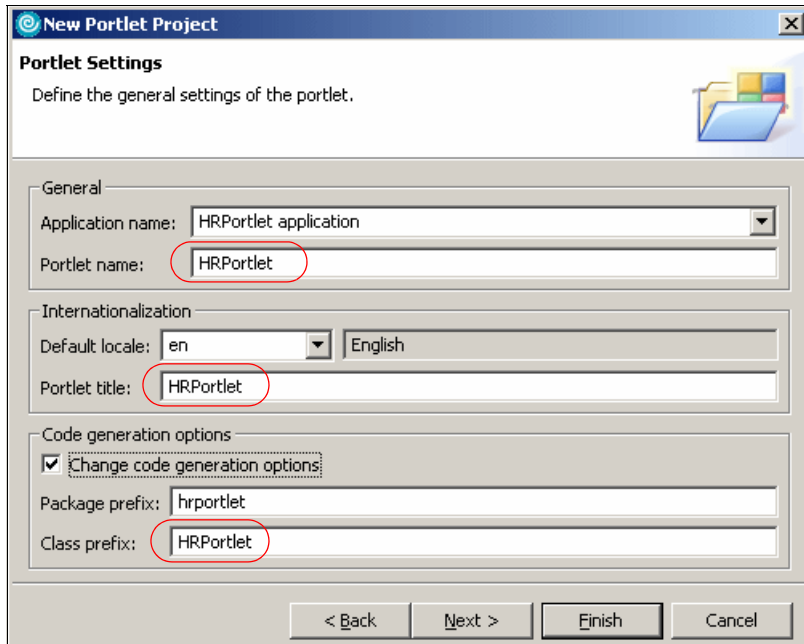 New Portlet Project
Portlet Settings
Define the general settings of the portlet.
General
Application name: HRPortlet application
Portlet name: HRPortlet
Internationalization
Default locale: en English
Portlet title: HRPortlet
Code generation options
Change code generation options
Package prefix: hrportlet
Class prefix: HRPortlet
< Back Next > Finish Cancel